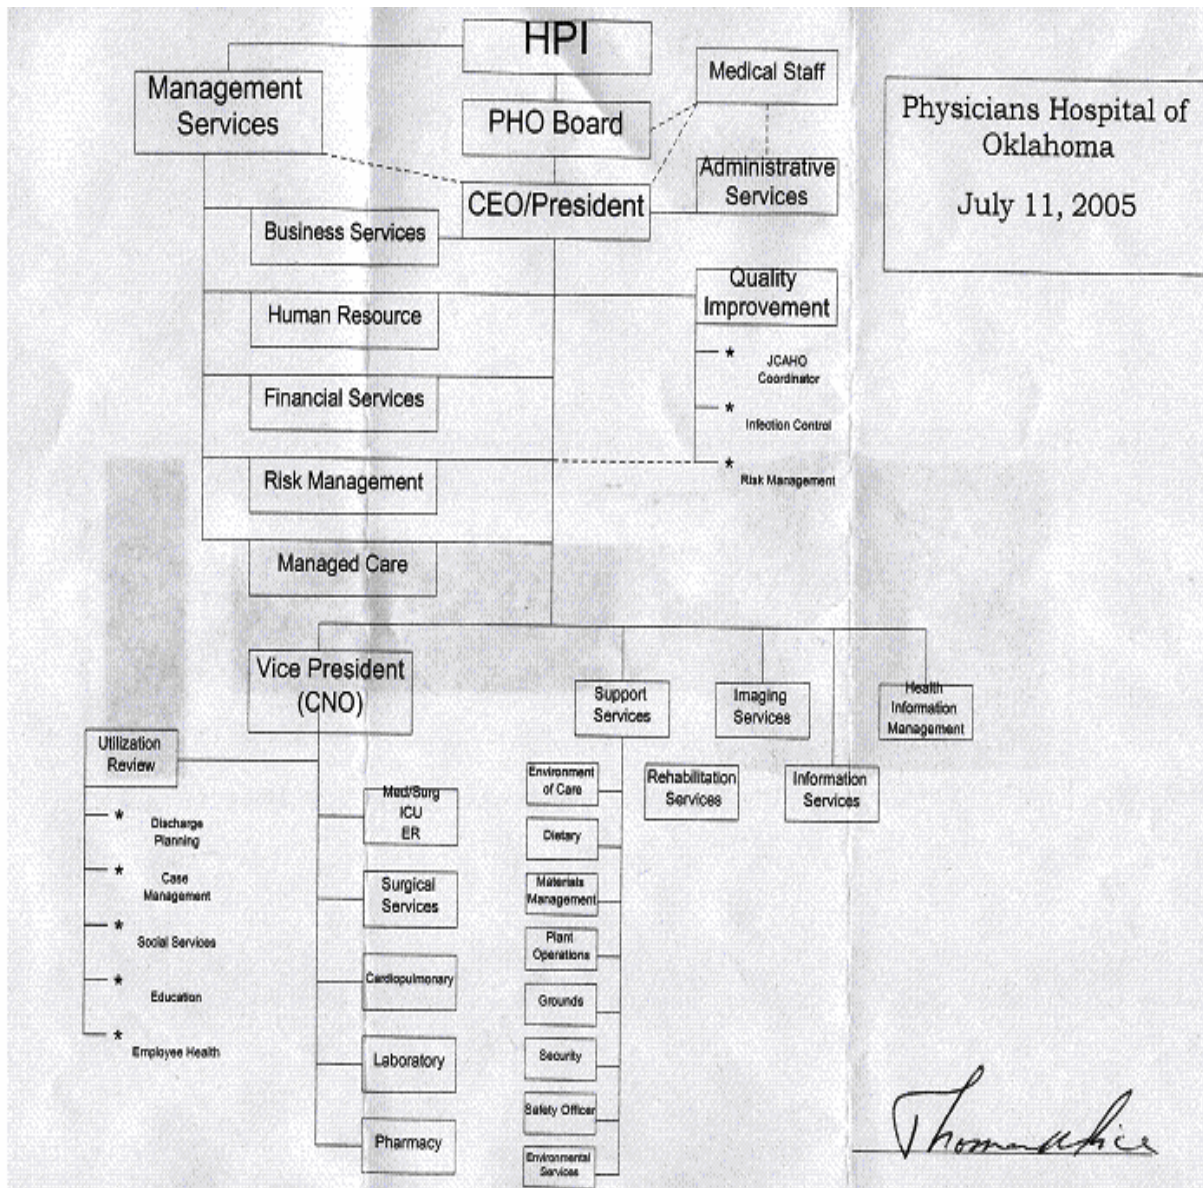 HPI
Management
Services
Medical Staff
PHO Board
Physicians Hospital of
Oklahoma
July 11, 2005
Administrative
Services
CEO/President
Business Services
Quality
Improvement
Human Resource
*
JCAHO
Coordinator
Financial Services
*
Infection Control
Risk Management
*
Risk Management
Managed Care
Vice President
(CNO)
Support
Services
Imaging
Services
Health
Information
Management
Utilization
Review
Environment
of Care
Rehabilitation
Services
Information
Services
*
Discharge
Planning
*
Case
Management
*
Social Services
*
Education
*
Employee Health
Med/Surg
ICU
ER
Surgical
Services
Cardiopulmonary
Laboratory
Pharmacy
Dietary
Materials
Management
Plant
Operations
Grounds
Security
Safety Officer
Environmental
Services